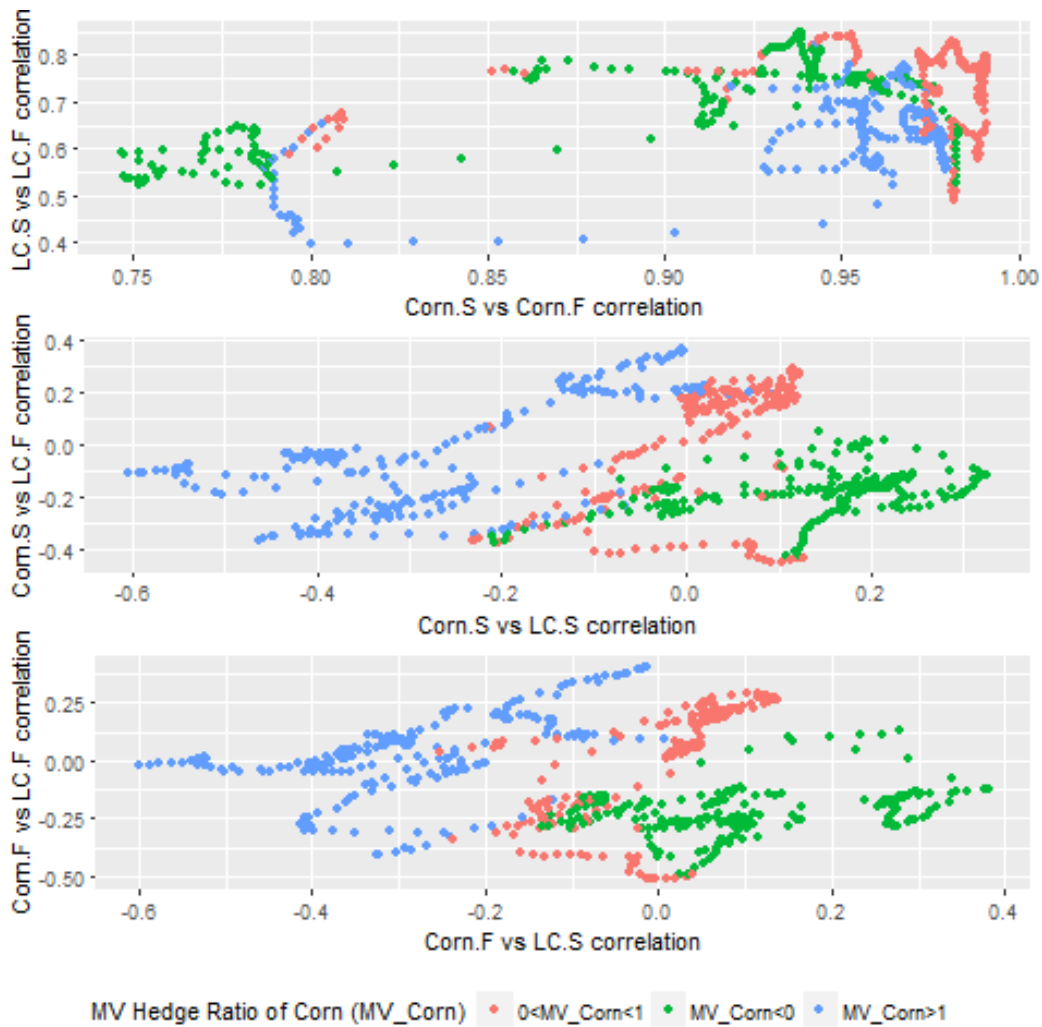 LC.S vs LC.F correlation
0.8
0.7
0.6
0.5
0.4
0.75 0.80 0.85 0.90 0.95 1.00
Corn.S vs Corn.F correlation
Corn.S vs LC.F correlation
0.4
0.2
0.0
-0.2
-0.4
-0.6 -0.4 -0.2 0.0 0.2
Corn.S vs LC.S correlation
Corn.F vs LC.F correlation
0.25
0.00
-0.25
-0.50
-0.6 -0.4 -0.2 0.0 0.2 0.4
Corn.F vs LC.S correlation
MV Hedge Ratio of Corn (MV_Corn) 0<MV_Corn<1 MV_Corn<0 MV_Corn>1